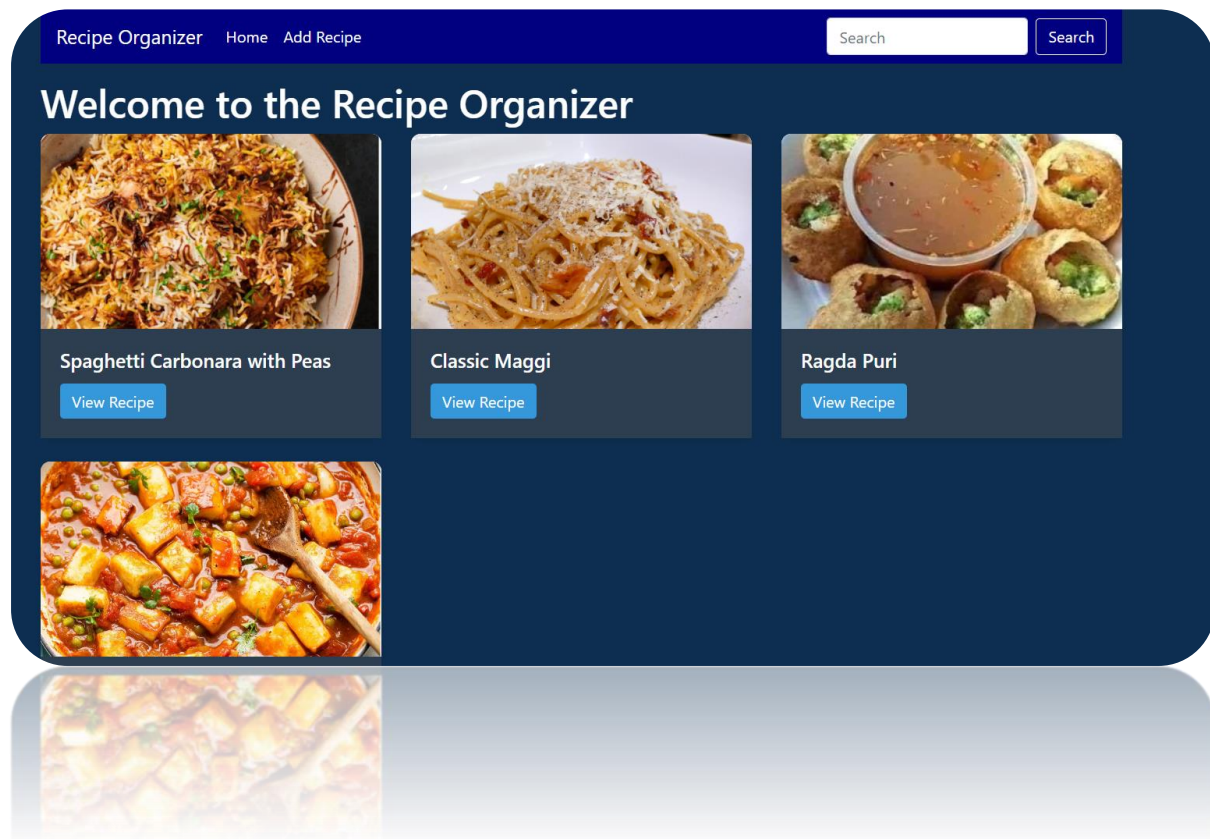 Recipe Organizer Home Add Recipe Search Search
Welcome to the Recipe Organizer
Spaghetti Carbonara with Peas
View Recipe
Classic Maggi
View Recipe
Ragda Puri
View Recipe